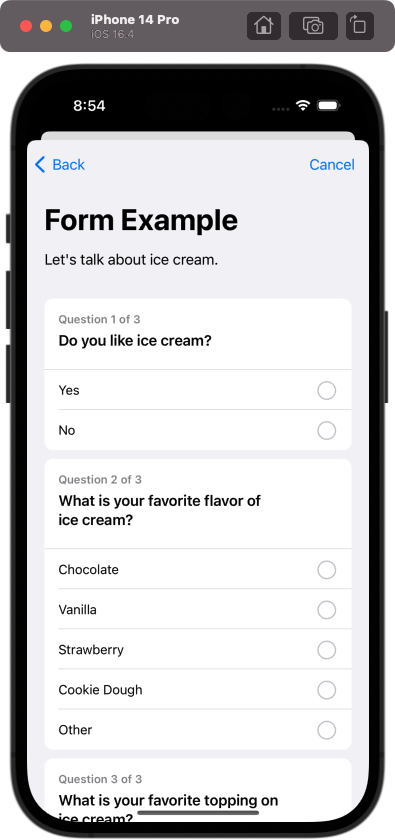 iPhone 14 Pro
iOS 16.4
8:54
Back
Cancel
Form Example
Let's talk about ice cream.
Question 1 of 3
Do you like ice cream?
Yes
No
Question 2 of 3
What is your favorite flavor of
ice cream?
Chocolate
Vanilla
Strawberry
Cookie Dough
Other
Question 3 of 3
What is your favorite topping on
ice cream?